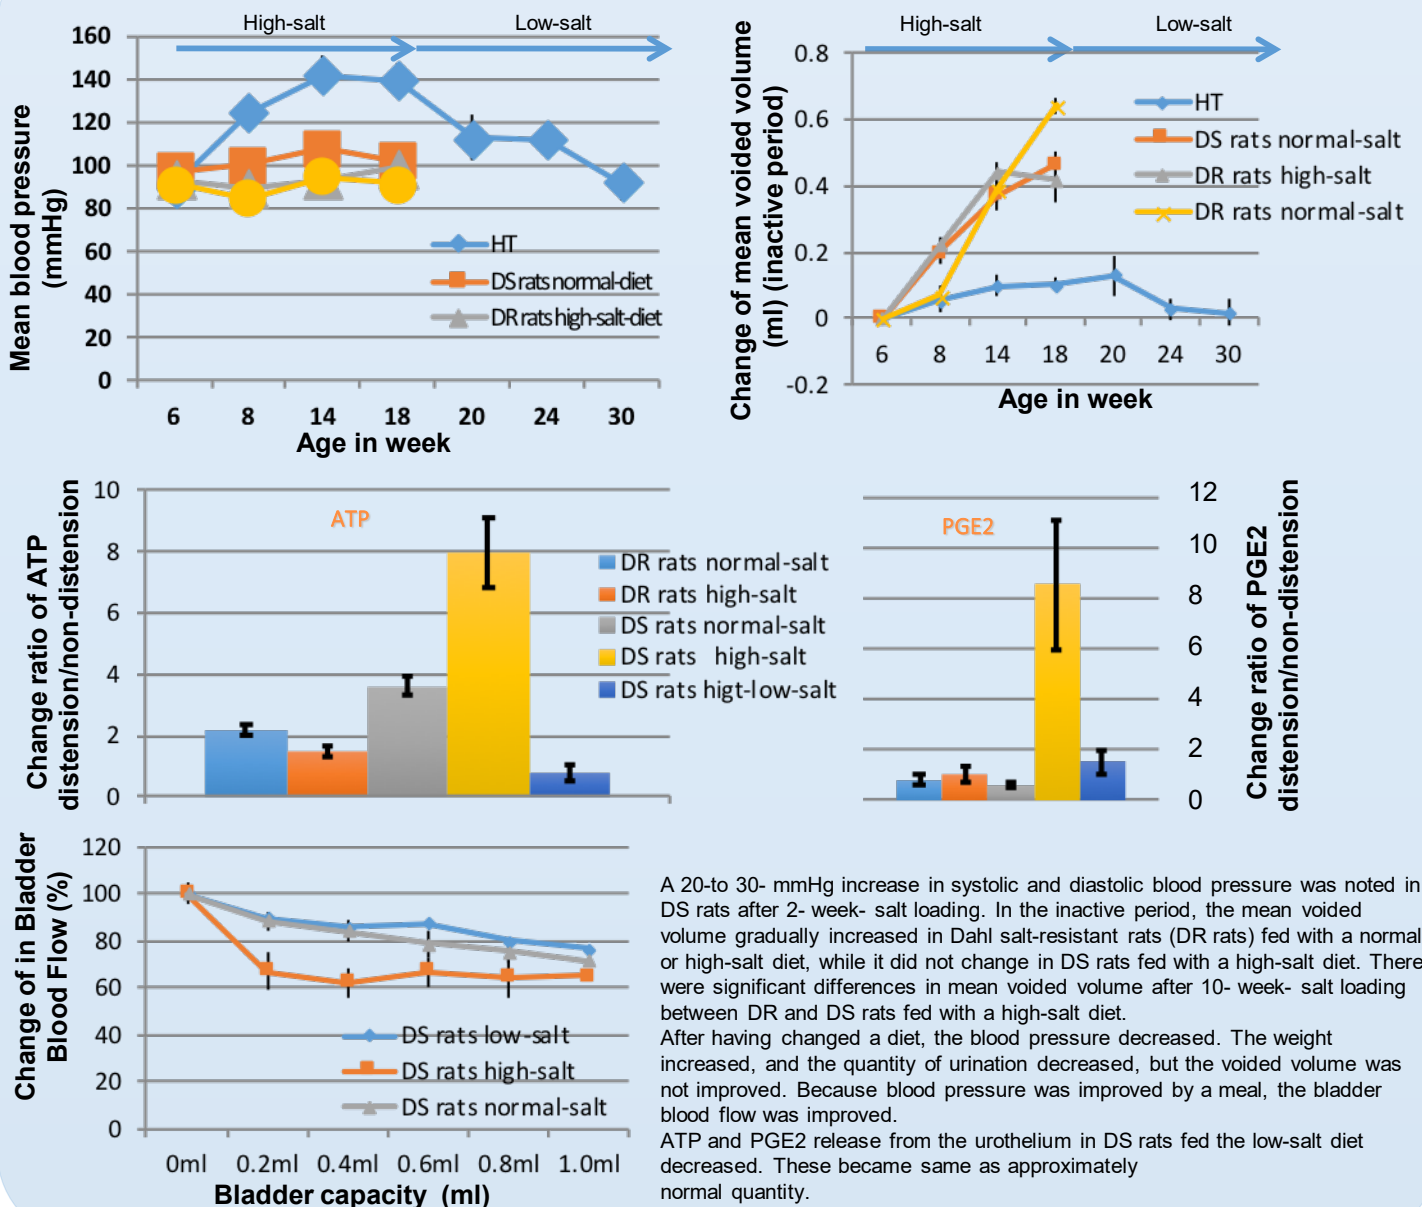 High-salt
Low-salt
160
140
120
100
80
60
40
20
0
HT
DS rats normal-diet
DR rats high-salt-diet
6 8 14 18 20 24 30
Age in week
Mean blood pressure
(mmHg)
High-salt
Low-salt
0.8
0.6
0.4
0.2
0
-0.2
HT
DS rats normal-salt
DR rats high-salt
DR rats normal-salt
6 8 14 18 20 24 30
Age in week
Change of mean voided volume
(ml) (inactive period)
10
8
6
4
2
0
ATP
Change ratio of ATP
distension/non-distension
DR rats normal-salt
DR rats high-salt
DS rats normal-salt
DS rats high-salt
DS rats higt-low-salt
PGE2
12
10
8
6
4
2
0
Change ratio of PGE2
distension/non-distension
120
100
80
60
40
20
0
Change of in Bladder
Blood Flow (%)
DS rats low-salt
DS rats high-salt
DS rats normal-salt
0ml 0.2ml 0.4ml 0.6ml 0.8ml 1.0ml
Bladder capacity (ml)
A 20-to 30- mmHg increase in systolic and diastolic blood pressure was noted in
DS rats after 2- week- salt loading. In the inactive period, the mean voided
volume gradually increased in Dahl salt-resistant rats (DR rats) fed with a normal
or high-salt diet, while it did not change in DS rats fed with a high-salt diet. There
were significant differences in mean voided volume after 10- week- salt loading
between DR and DS rats fed with a high-salt diet.
After having changed a diet, the blood pressure decreased. The weight
increased, and the quantity of urination decreased, but the voided volume was
not improved. Because blood pressure was improved by a meal, the bladder
blood flow was improved.
ATP and PGE2 release from the urothelium in DS rats fed the low-salt diet
decreased. These became same as approximately
normal quantity.